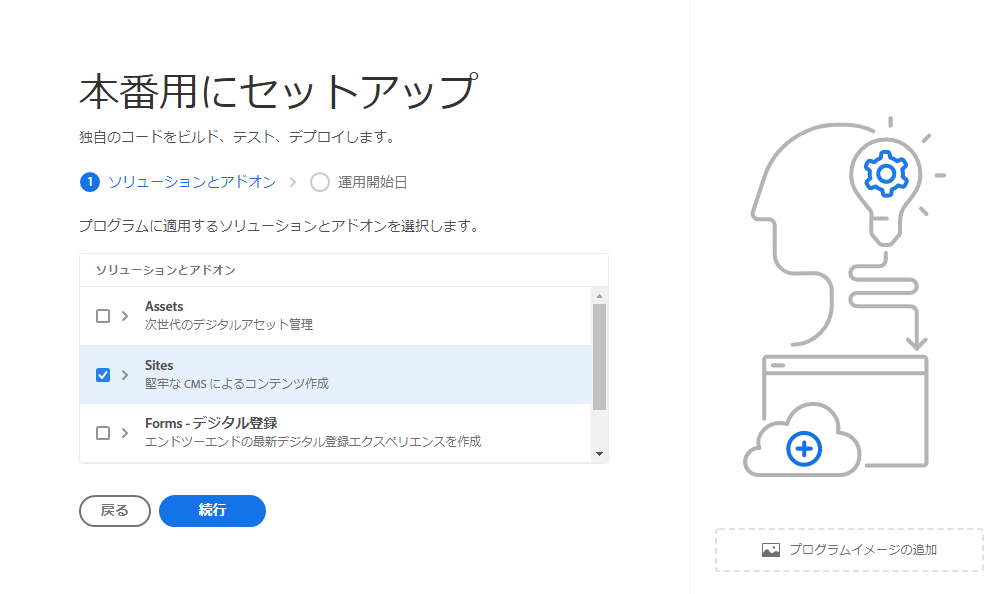 本番用にセットアップ
独自のコードをビルド、テスト、デプロイします。
1 ソリューションとアドオン 運用開始日
プログラムに適用するソリューションとアドオンを選択します。
ソリューションとアドオン
Assets
次世代のデジタルアセット管理
Sites
堅牢な CMS によるコンテンツ作成
Forms - デジタル登録
エンドツーエンドの最新デジタル登録エクスペリエンスを作成
戻る 続行
プログラムイメージの追加